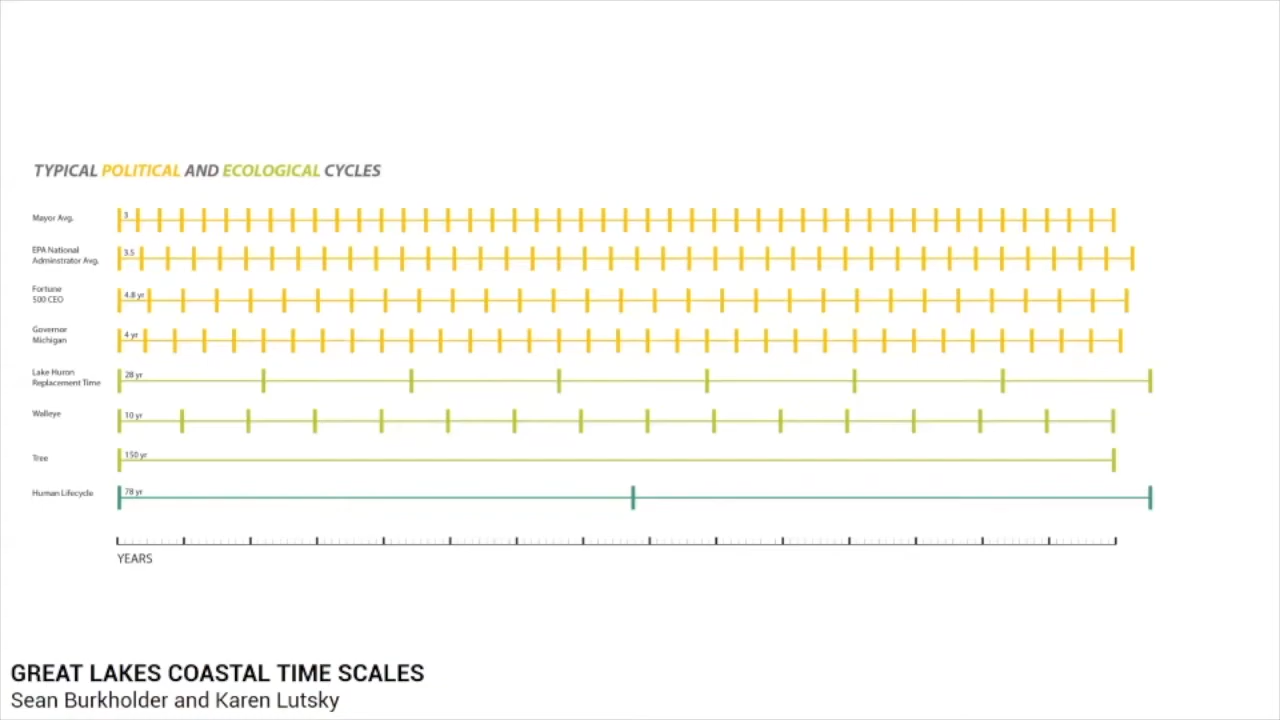 TYPICAL POLITICAL AND ECOLOGICAL CYCLES
Mayor Avg.
3
EPA National
Adminstrator Avg.
3.5
Fortune
500 CEO
4.8 yr
Governor
Michigan
4 yr
Lake Huron
Replacement Time
28 yr
Walleye
10 yr
Tree
150 yr
Human Lifecycle
78 yr
YEARS
GREAT LAKES COASTAL TIME SCALES
Sean Burkholder and Karen Lutsky